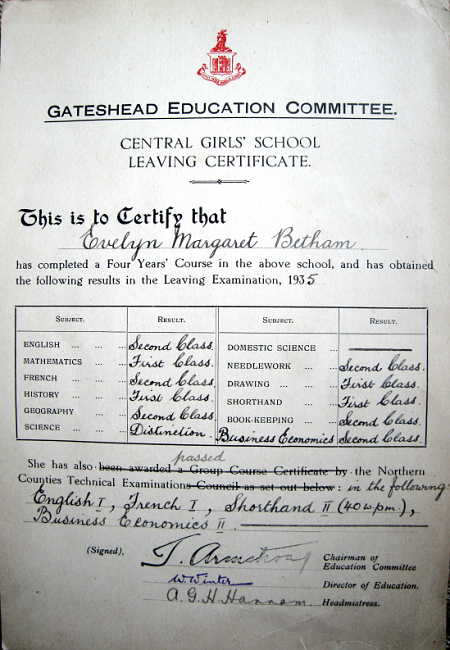 GATESHEAD EDUCATION COMMITTEE.
CENTRAL GIRLS' SCHOOL
LEAVING CERTIFICATE.
This is to Certify that
Evelyn Margaret Betham
has completed a Four Years' Course in the above school, and has obtained
the following results in the Leaving Examination, 1935
SUBJECT. RESULT. SUBJECT. RESULT.
ENGLISH ... ... ... Second Class. DOMESTIC SCIENCE ...
MATHEMATICS ... ... First Class. NEEDLEWORK ... ... Second Class.
FRENCH ... ... ... Second Class. DRAWING ... ... ... First Class.
HISTORY ... ... ... First Class. SHORTHAND ... ... First Class.
GEOGRAPHY ... ... Second Class. BOOK-KEEPING ... ... Second Class.
SCIENCE ... ... ... Distinction. Business Economics Second Class.
passed
She has also been awarded a Group Course Certificate by the Northern
Counties Technical Examinations Council as set out below: in the following
English I, French I, Shorthand II (40 w.p.m.),
Business Economics II.
(Signed), T. Armstrong Chairman of
Education Committee
W. Winter Director of Education.
A. G. H. Hannam Headmistress.